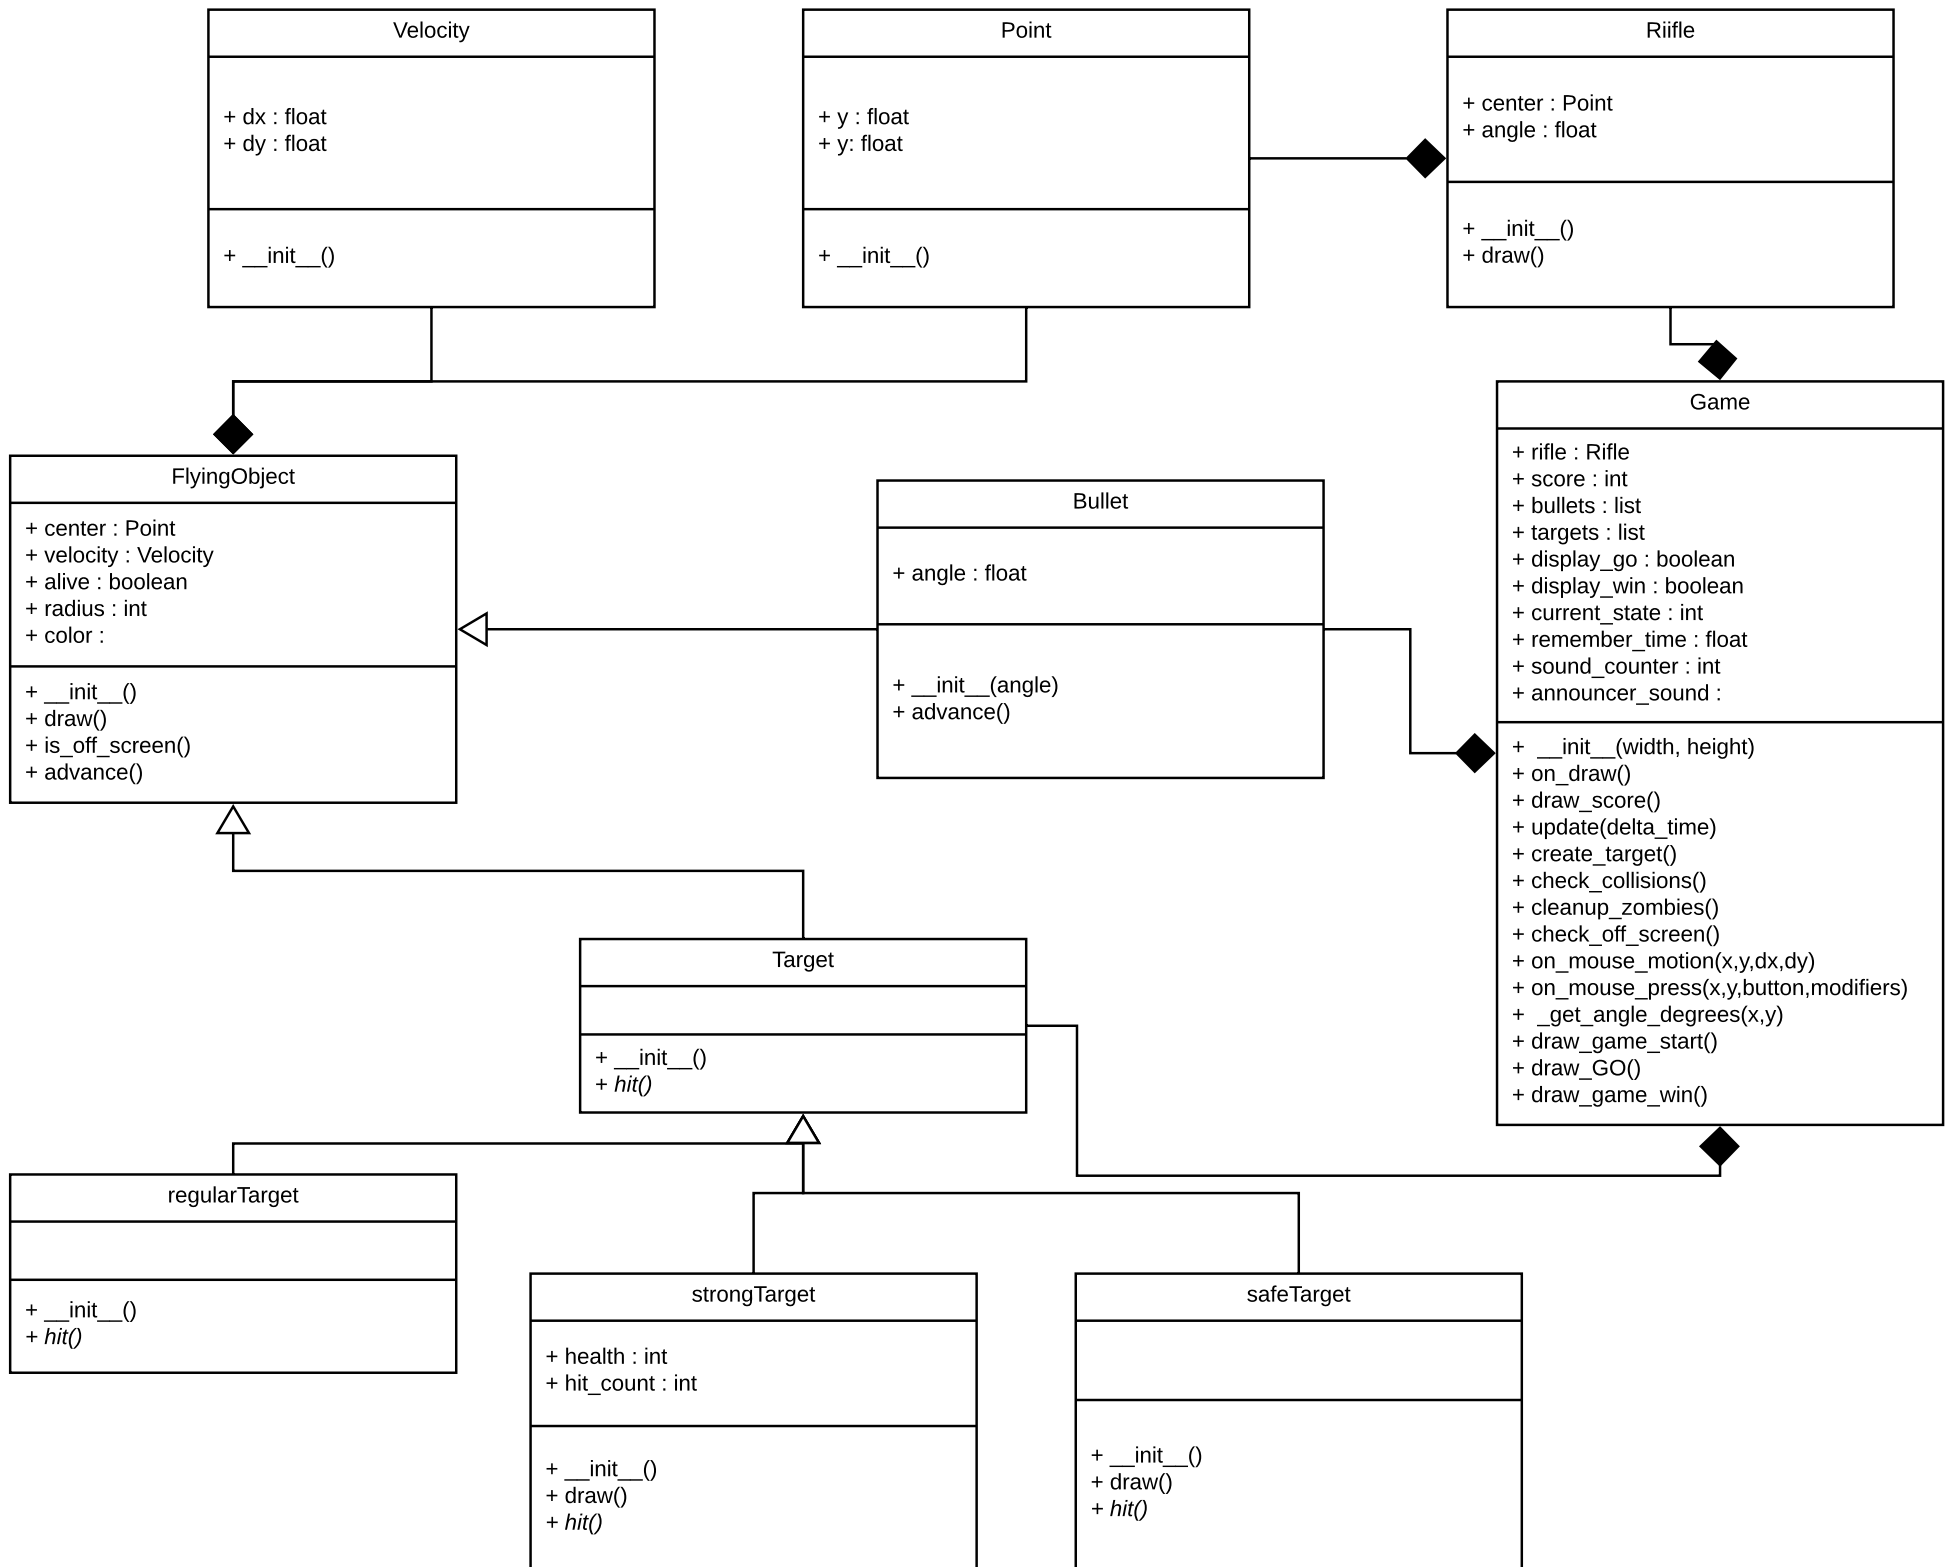 Velocity
+ dx : float
+ dy : float
+ __init__()
Point
+ y : float
+ y: float
+ __init__()
Riifle
+ center : Point
+ angle : float
+ __init__()
+ draw()
FlyingObject
+ center : Point
+ velocity : Velocity
+ alive : boolean
+ radius : int
+ color :
+ __init__()
+ draw()
+ is_off_screen()
+ advance()
Bullet
+ angle : float
+ __init__(angle)
+ advance()
Game
+ rifle : Rifle
+ score : int
+ bullets : list
+ targets : list
+ display_go : boolean
+ display_win : boolean
+ current_state : int
+ remember_time : float
+ sound_counter : int
+ announcer_sound :
+  __init__(width, height)
+ on_draw()
+ draw_score()
+ update(delta_time)
+ create_target()
+ check_collisions()
+ cleanup_zombies()
+ check_off_screen()
+ on_mouse_motion(x,y,dx,dy)
+ on_mouse_press(x,y,button,modifiers)
+  _get_angle_degrees(x,y)
+ draw_game_start()
+ draw_GO()
+ draw_game_win()
Target
+ __init__()
+ hit()
regularTarget
+ __init__()
+ hit()
strongTarget
+ health : int
+ hit_count : int
+ __init__()
+ draw()
+ hit()
safeTarget
+ __init__()
+ draw()
+ hit()